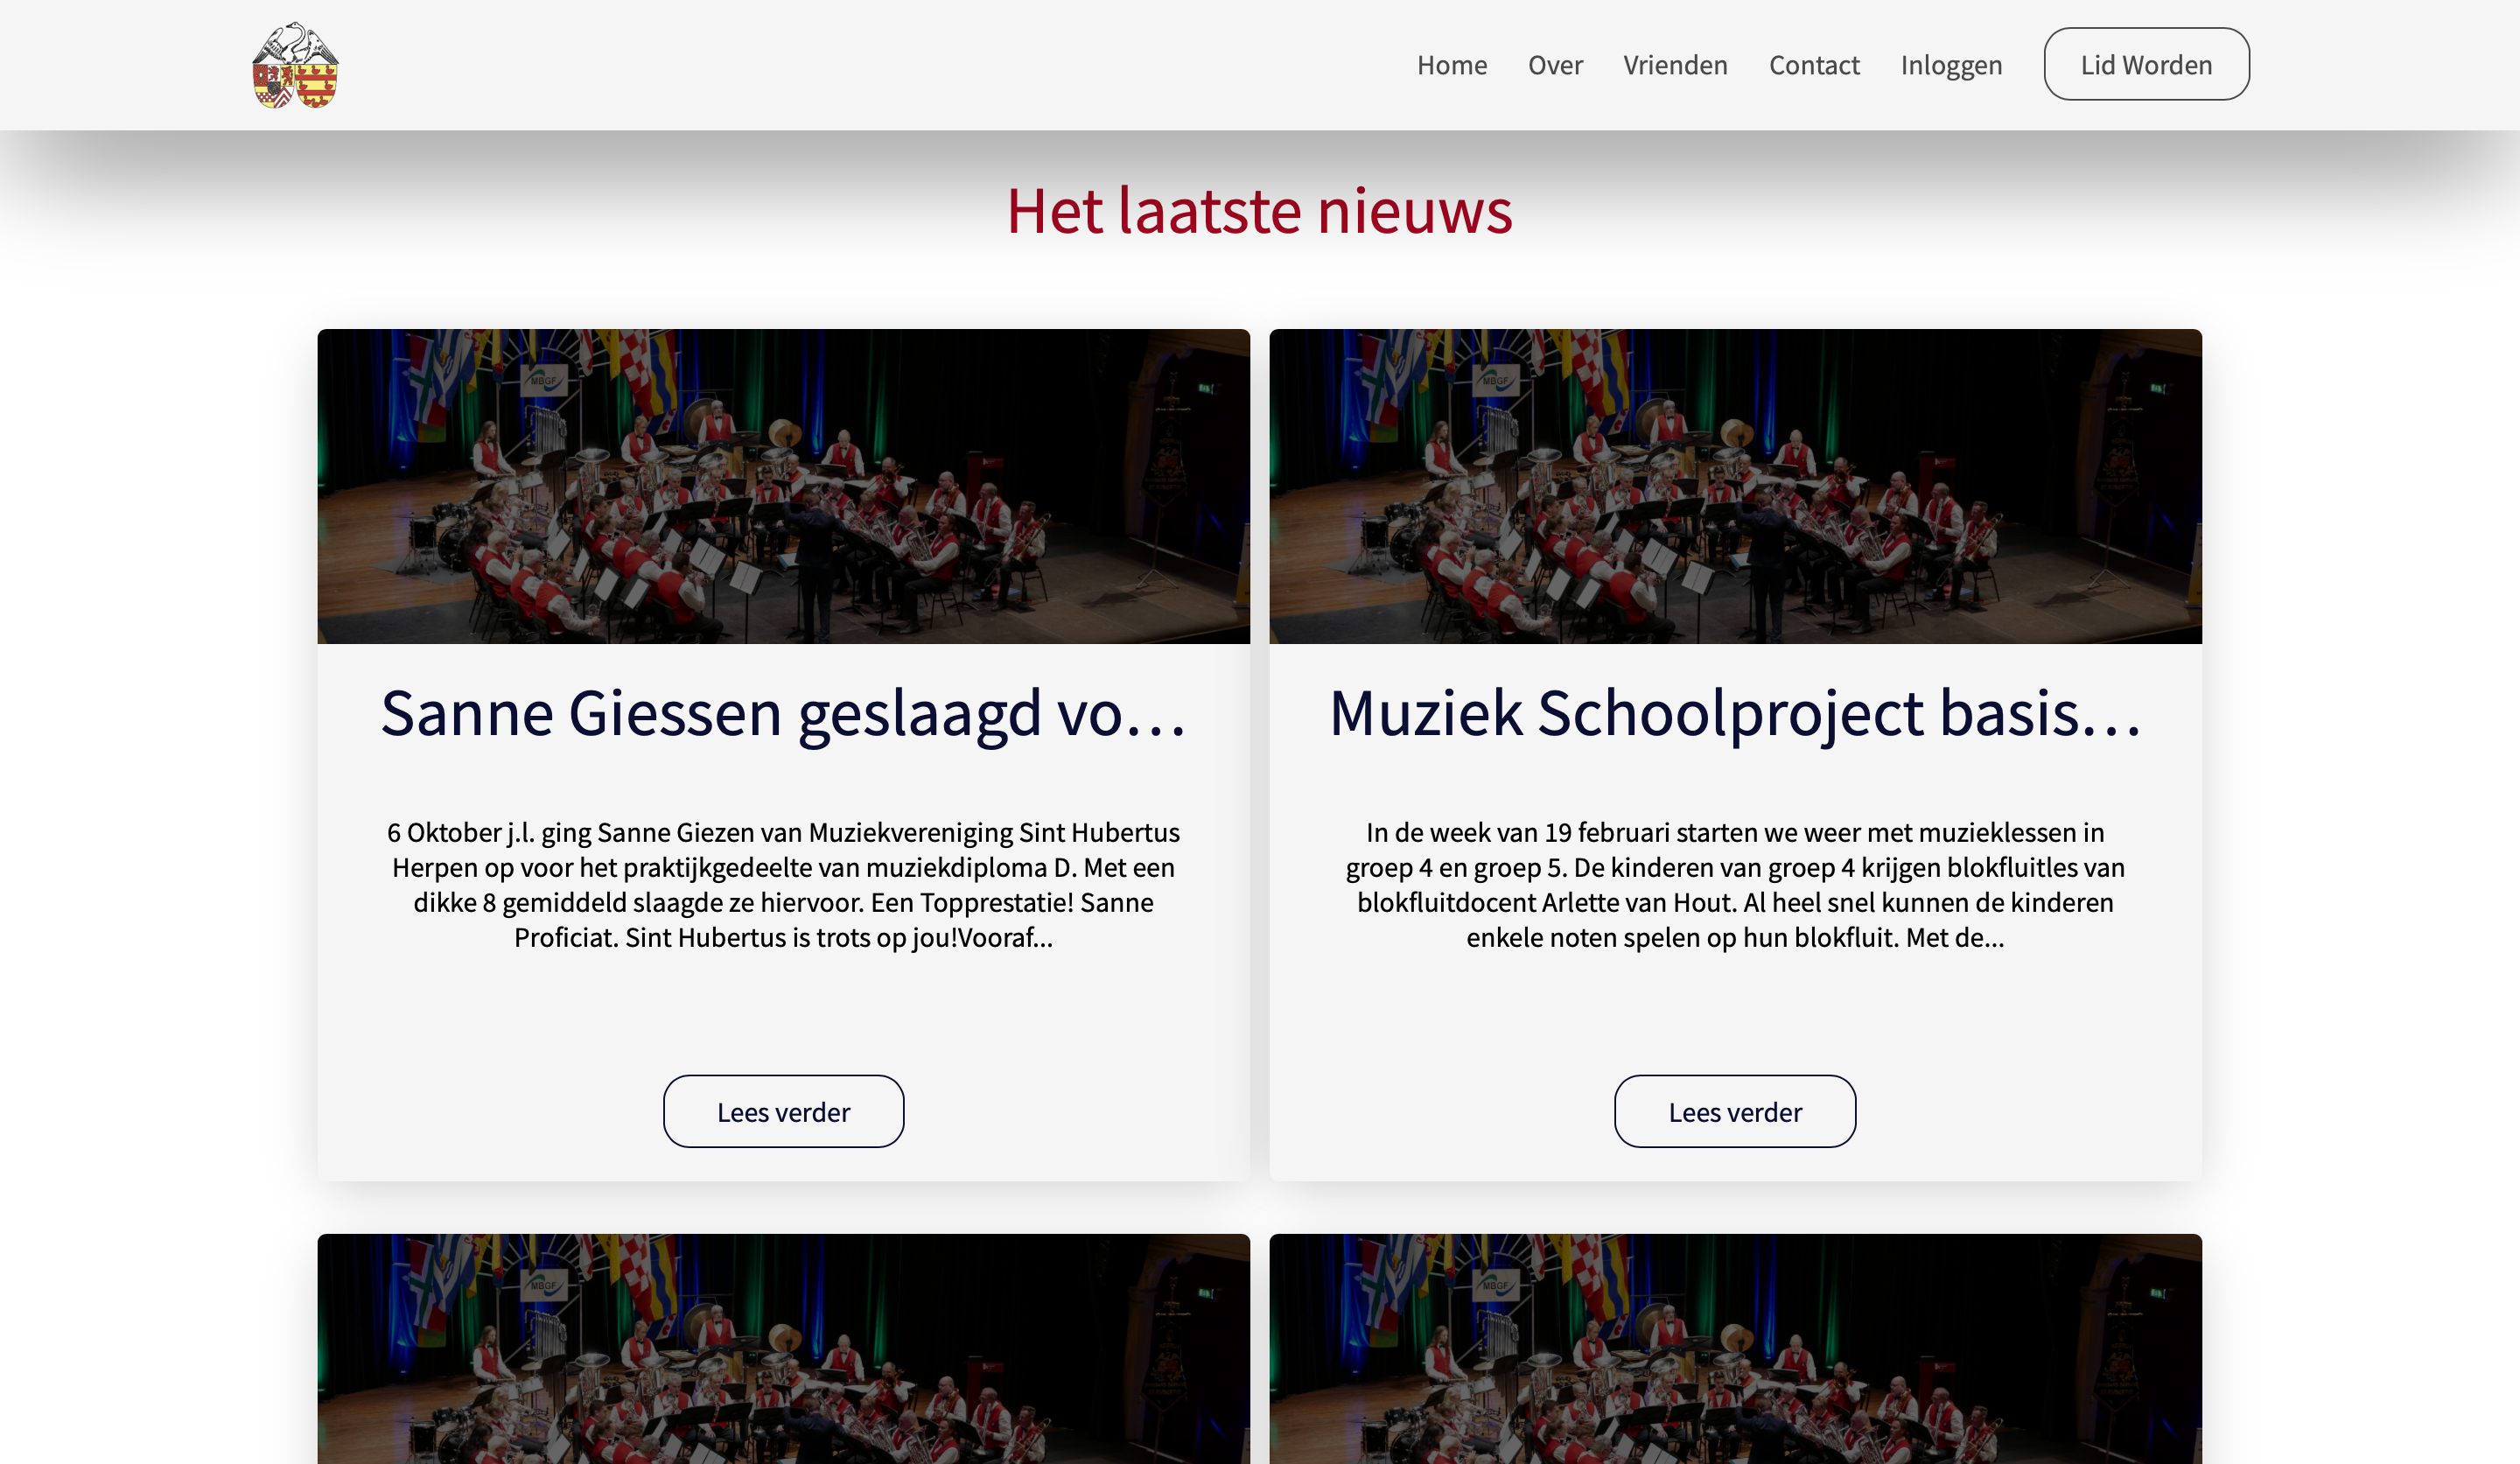 Home Over Vrienden Contact Inloggen Lid Worden
Het laatste nieuws
MBGF
Sanne Giessen geslaagd vo...
6 Oktober j.l. ging Sanne Giezen van Muziekvereniging Sint Hubertus
Herpen op voor het praktijkgedeelte van muziekdiploma D. Met een
dikke 8 gemiddeld slaagde ze hiervoor. Een Topprestatie! Sanne
Proficiat. Sint Hubertus is trots op jou!Vooraf...
Lees verder
MBGF
Muziek Schoolproject basis...
In de week van 19 februari starten we weer met muzieklessen in
groep 4 en groep 5. De kinderen van groep 4 krijgen blokfluitles van
blokfluitdocent Arlette van Hout. Al heel snel kunnen de kinderen
enkele noten spelen op hun blokfluit. Met de...
Lees verder
MBGF
MBGF